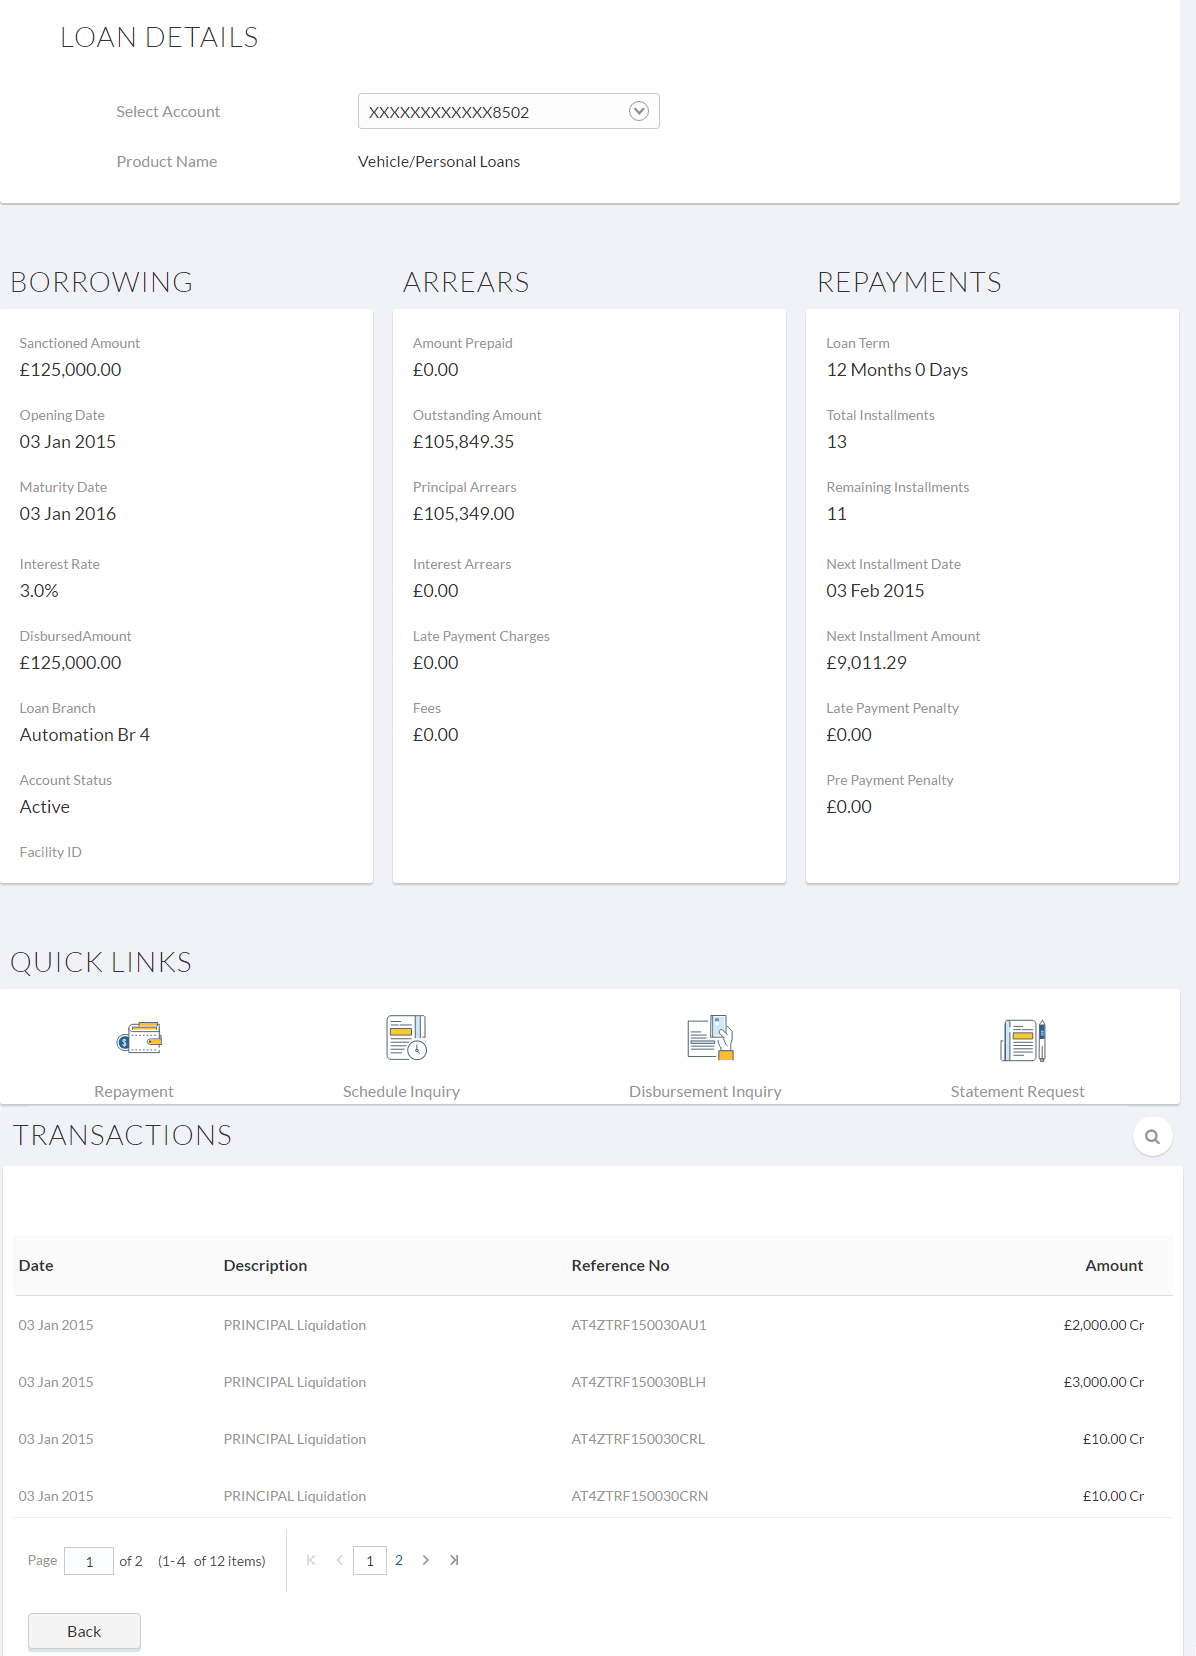 LOAN DETAILS
Select Account
XXXXXXXXXXXX8502
Product Name
Vehicle/Personal Loans
BORROWING
Sanctioned Amount
£125,000.00
Opening Date
03 Jan 2015
Maturity Date
03 Jan 2016
Interest Rate
3.0%
DisbursedAmount
£125,000.00
Loan Branch
Automation Br 4
Account Status
Active
Facility ID
ARREARS
Amount Prepaid
£0.00
Outstanding Amount
£105,849.35
Principal Arrears
£105,349.00
Interest Arrears
£0.00
Late Payment Charges
£0.00
Fees
£0.00
REPAYMENTS
Loan Term
12 Months 0 Days
Total Installments
13
Remaining Installments
11
Next Installment Date
03 Feb 2015
Next Installment Amount
£9,011.29
Late Payment Penalty
£0.00
Pre Payment Penalty
£0.00
QUICK LINKS
Repayment
Schedule Inquiry
Disbursement Inquiry
Statement Request
TRANSACTIONS
Date Description Reference No Amount
03 Jan 2015 PRINCIPAL Liquidation AT4ZTRF150030AU1 £2,000.00 Cr
03 Jan 2015 PRINCIPAL Liquidation AT4ZTRF150030BLH £3,000.00 Cr
03 Jan 2015 PRINCIPAL Liquidation AT4ZTRF150030CRL £10.00 Cr
03 Jan 2015 PRINCIPAL Liquidation AT4ZTRF150030CRN £10.00 Cr
Page 1 of 2 (1-4 of 12 items) 1 2
Back